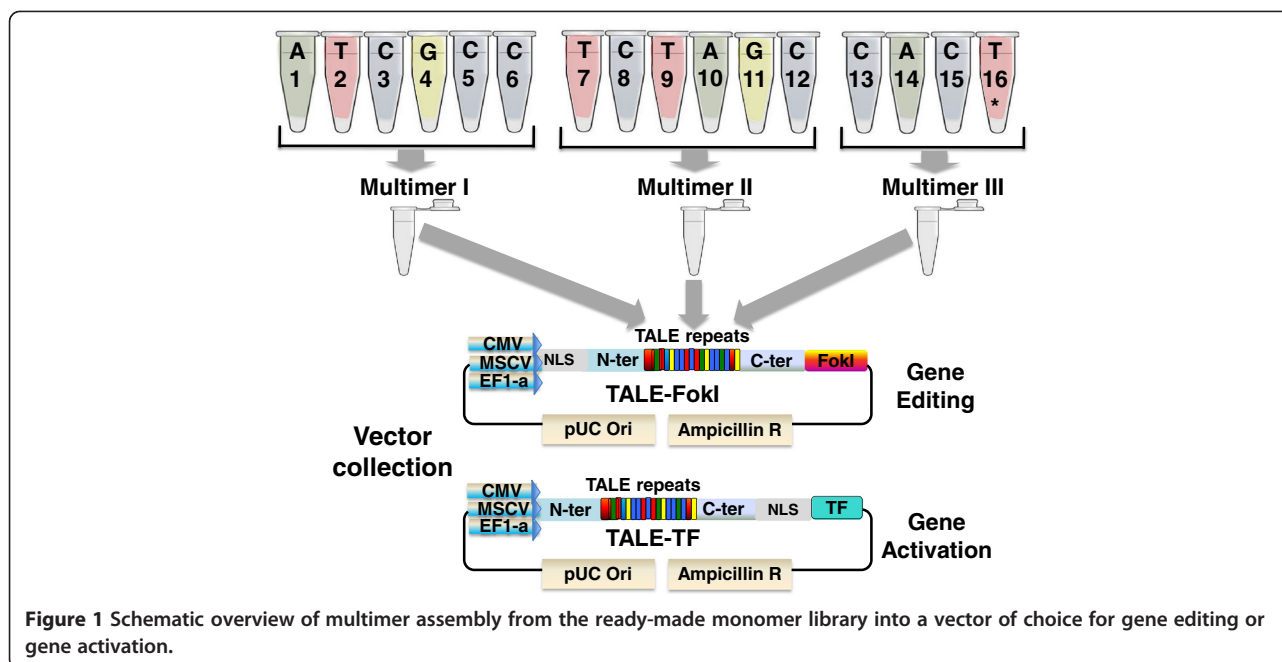 A T C G C C T C T A G C C A C T
1 2 3 4 5 6 7 8 9 10 11 12 13 14 15 16
*
Multimer I Multimer II Multimer III
TALE repeats
CMV
MSCV NLS N-ter C-ter FokI
EF1-a
TALE-FokI
Gene
Editing
pUC Ori Ampicillin R
Vector
collection
TALE repeats
CMV
MSCV N-ter C-ter NLS TF
EF1-a
TALE-TF
Gene
Activation
pUC Ori Ampicillin R
Figure 1 Schematic overview of multimer assembly from the ready-made monomer library into a vector of choice for gene editing or
gene activation.